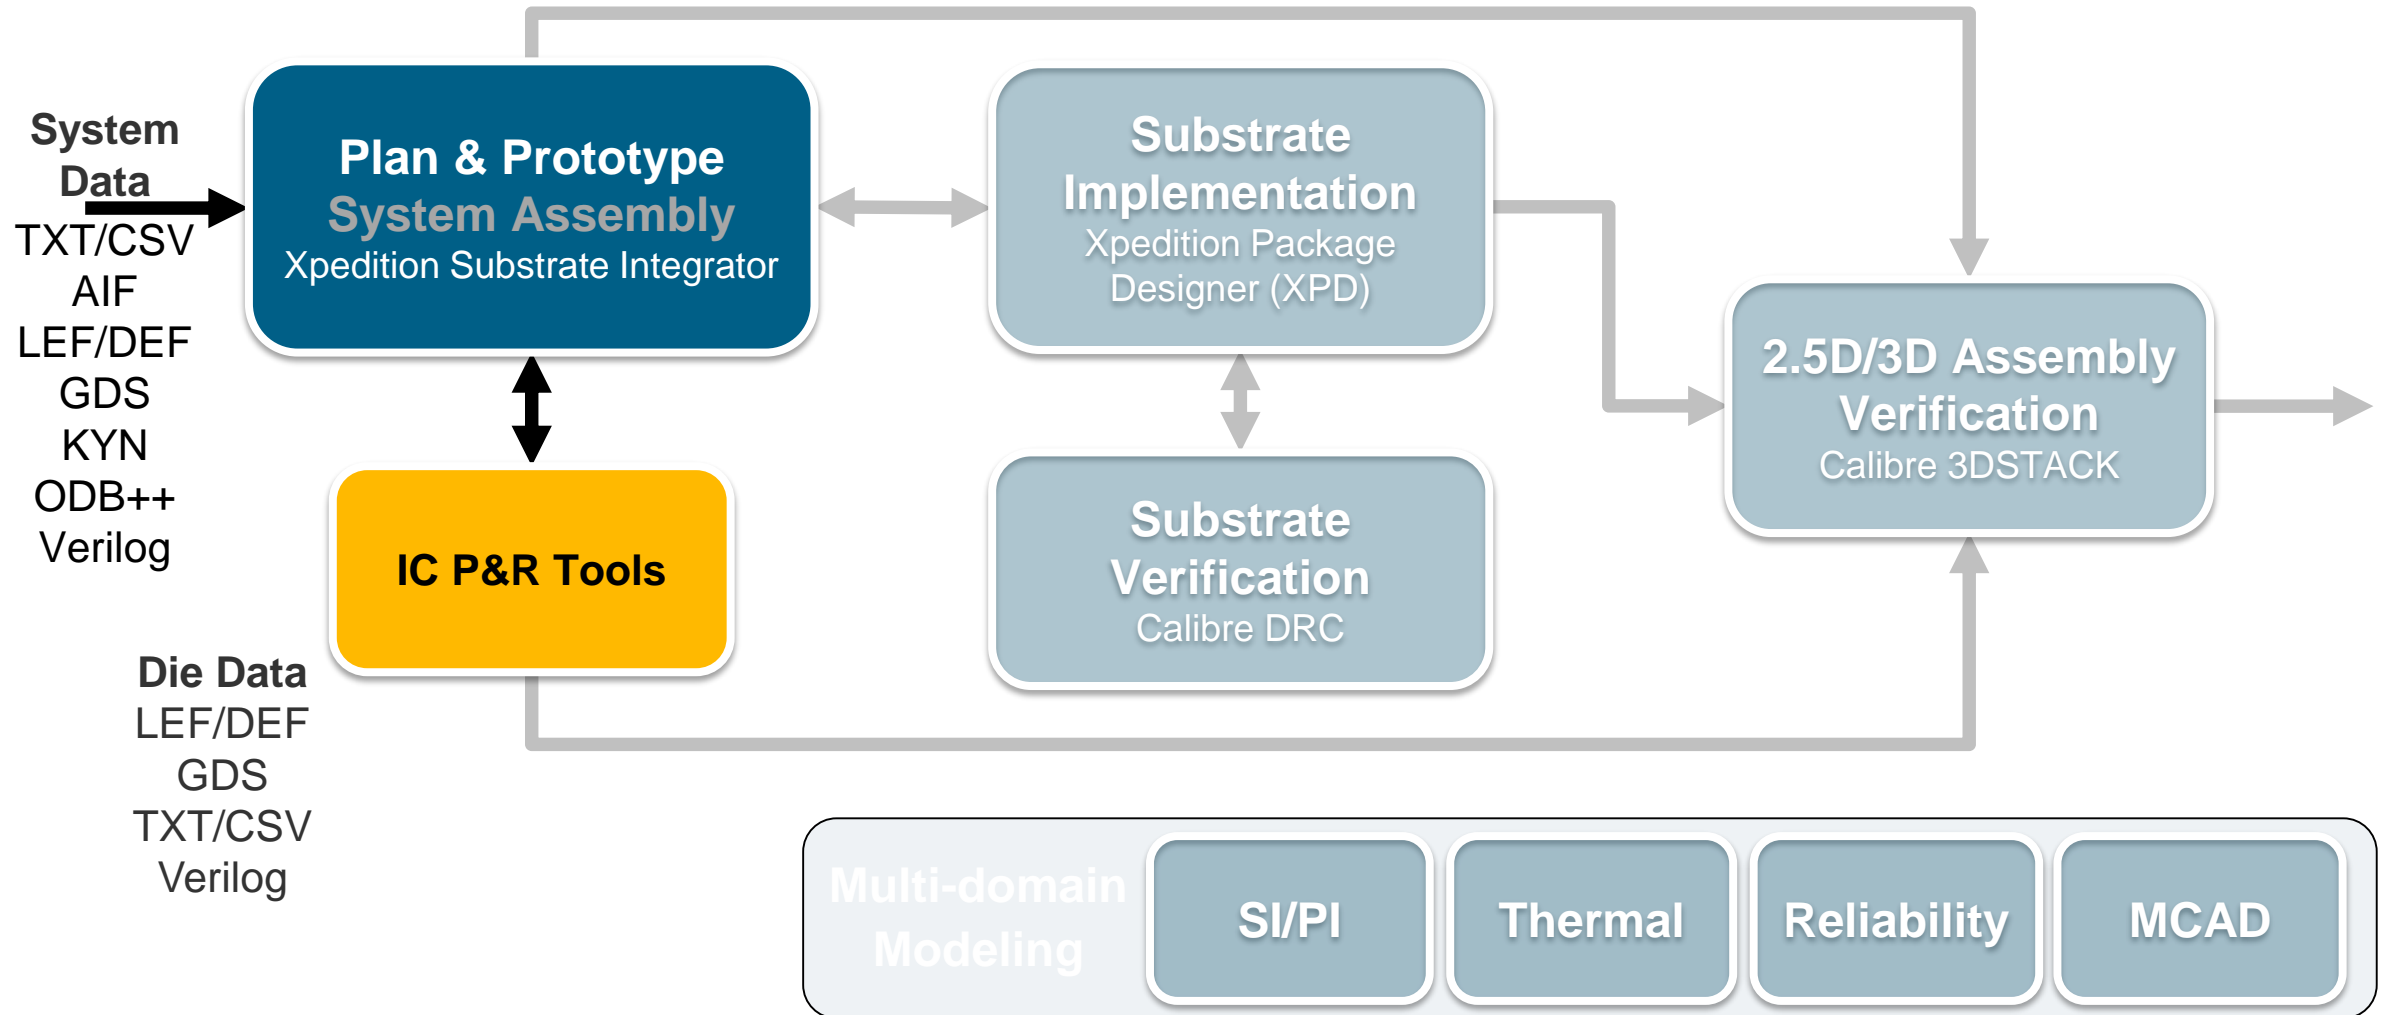 System
Data
TXT/CSV
AIF
LEF/DEF
GDS
KYN
ODB++
Verilog
Plan & Prototype
System Assembly
Xpedition Substrate Integrator
Substrate
Implementation
Xpedition Package
Designer (XPD)
2.5D/3D Assembly
Verification
Calibre 3DSTACK
IC P&R Tools
Substrate
Verification
Calibre DRC
Die Data
LEF/DEF
GDS
TXT/CSV
Verilog
Multi-domain
Modeling
SI/PI
Thermal
Reliability
MCAD